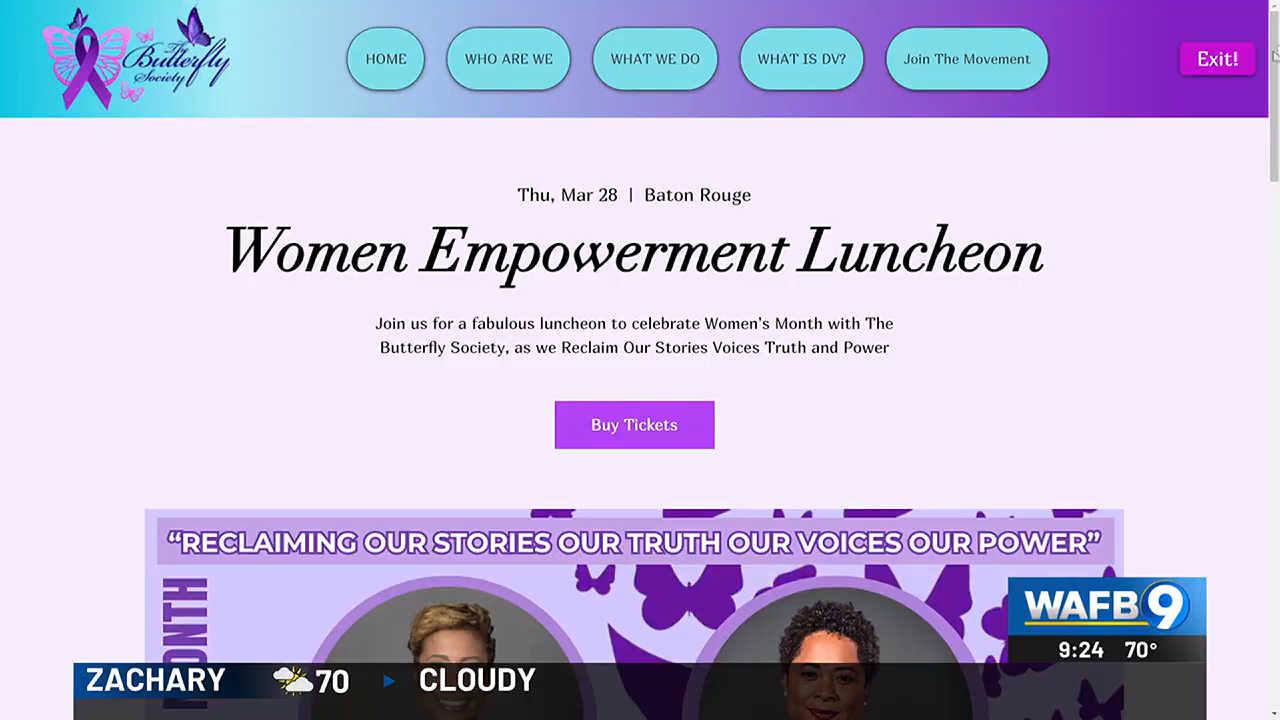 The
Butterfly
Society
HOME
WHO ARE WE
WHAT WE DO
WHAT IS DV?
Join The Movement
Exit!
Thu, Mar 28 | Baton Rouge
Women Empowerment Luncheon
Join us for a fabulous luncheon to celebrate Women's Month with The
Butterfly Society, as we Reclaim Our Stories Voices Truth and Power
Buy Tickets
“RECLAIMING OUR STORIES OUR TRUTH OUR VOICES OUR POWER”
MONTH
WAFB 9
9:24 70°
ZACHARY 70 CLOUDY